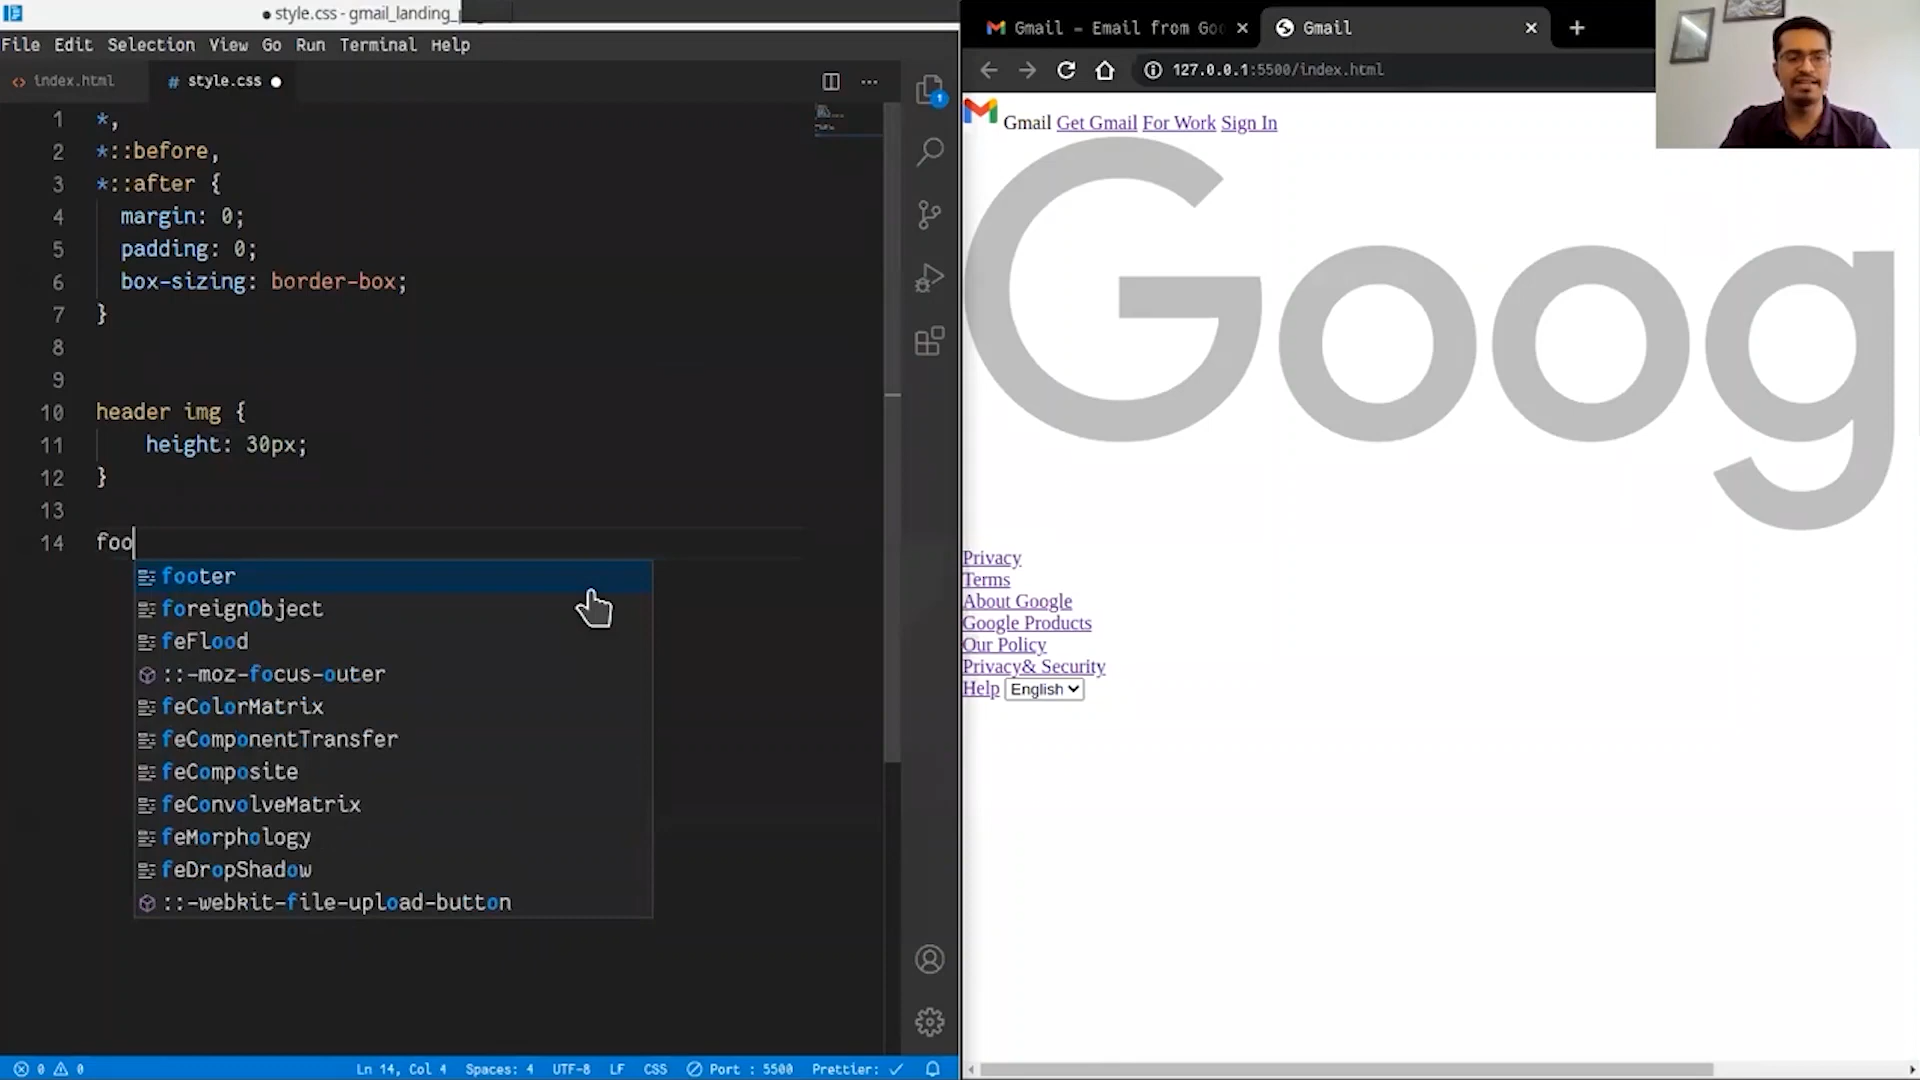 style.css - gmail_landing_
File Edit Selection View Go Run Terminal Help
index.html
# style.css
1 *,
2 *::before,
3 *::after {
4 margin: 0;
5 padding: 0;
6 box-sizing: border-box;
7 }
8
9
10 header img {
11 height: 30px;
12 }
13
14 foo
footer
foreignObject
feFlood
::-moz-focus-outer
feColorMatrix
feComponentTransfer
feComposite
feConvolveMatrix
feMorphology
feDropShadow
::-webkit-file-upload-button
1
0 0 Ln 14, Col 4 Spaces: 4 UTF-8 LF CSS Port : 5500 Prettier:
Gmail – Email from Goo
Gmail
127.0.0.1:5500/index.html
Gmail Get Gmail For Work Sign In
Goog
Privacy
Terms
About Google
Google Products
Our Policy
Privacy& Security
Help English